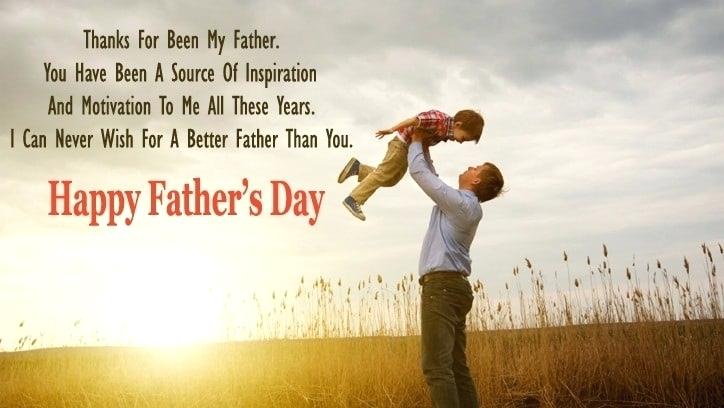 Thanks For Been My Father.
You Have Been A Source Of Inspiration
And Motivation To Me All These Years.
I Can Never Wish For A Better Father Than You.
Happy Father's Day